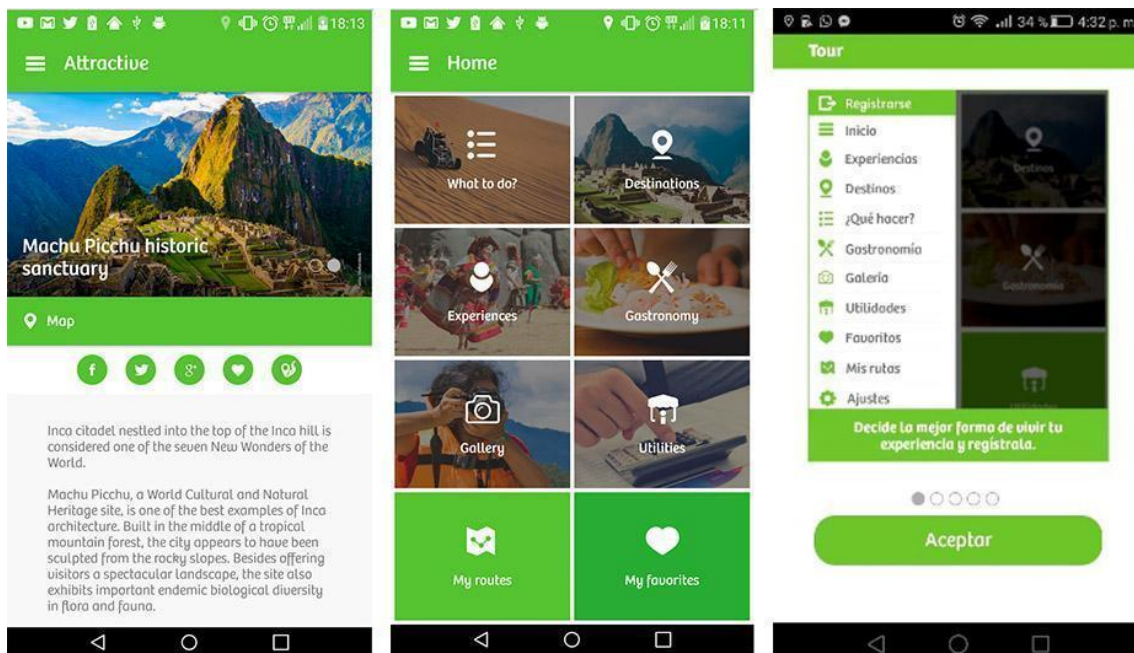 18:13
Attractive
Machu Picchu historic
sanctuary
Map
f
g+
Inca citadel nestled into the top of the Inca hill is
considered one of the seven New Wonders of the
World.
Machu Picchu, a World Cultural and Natural
Heritage site, is one of the best examples of Inca
architecture. Built in the middle of a tropical
mountain forest, the city appears to have been
sculpted from the rocky slopes. Besides offering
visitors a spectacular landscape, the site also
exhibits important endemic biological diversity
in flora and fauna.
18:11
Home
What to do?
Destinations
Experiences
Gastronomy
Gallery
Utilities
My routes
My favorites
34 % 4:32 p. m
Tour
Registrarse
Inicio
Experiencias
Destinos
¿Qué hacer?
Gastronomía
Galería
Utilidades
Favoritos
Mis rutas
Ajustes
Destinos
Gastronomía
Utilidades
Decide la mejor forma de vivir tu
experiencia y regístrala.
Aceptar